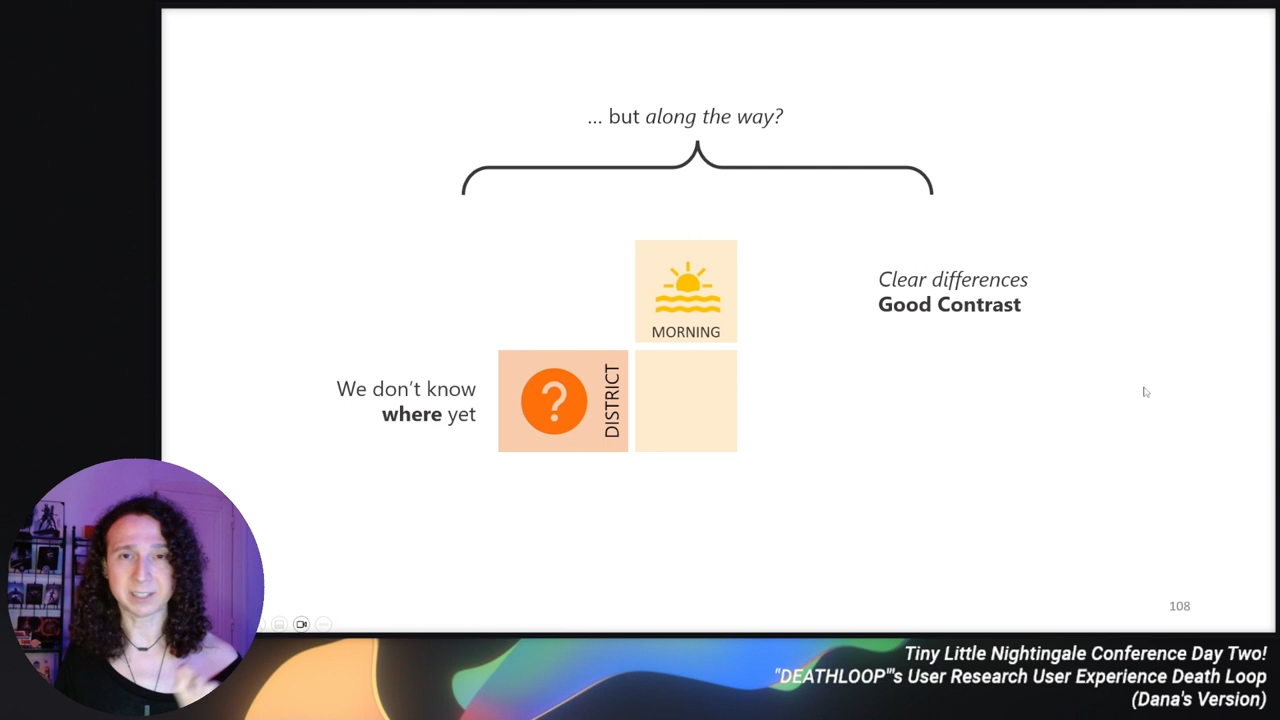 ... but along the way?
MORNING
Clear differences
Good Contrast
We don't know
where yet
?
DISTRICT
108
Tiny Little Nightingale Conference Day Two!
"DEATHLOOP"'s User Research User Experience Death Loop
(Dana's Version)